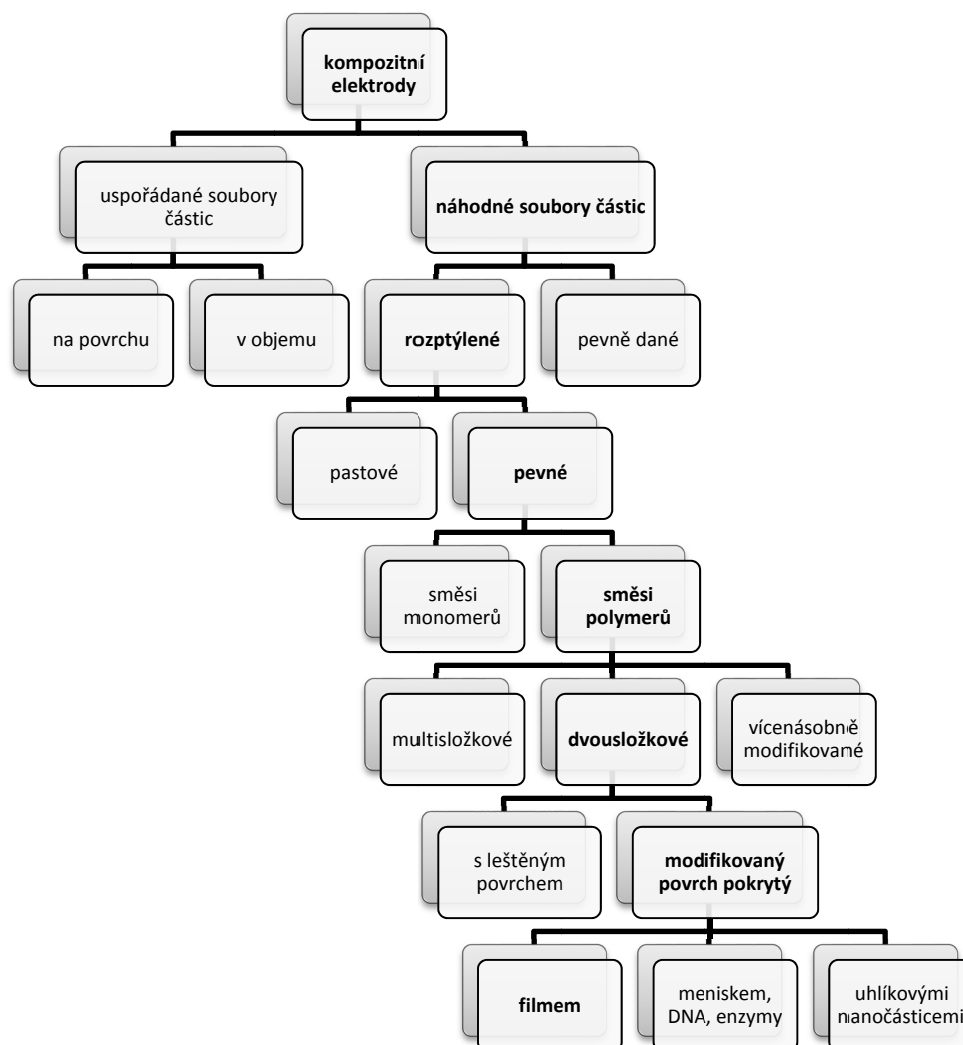 kompozitní
elektrody
uspořádané soubory
částic
náhodné soubory částic
na povrchu
v objemu
rozptýlené
pevně dané
pastové
pevné
směsi
monomerů
směsi
polymerů
multisložkové
dvousložkové
vícenásobně
modifikované
s leštěným
povrchem
modifikovaný
povrch pokrytý
filmem
meniskem,
DNA, enzymy
uhlíkovými
nanočásticemi